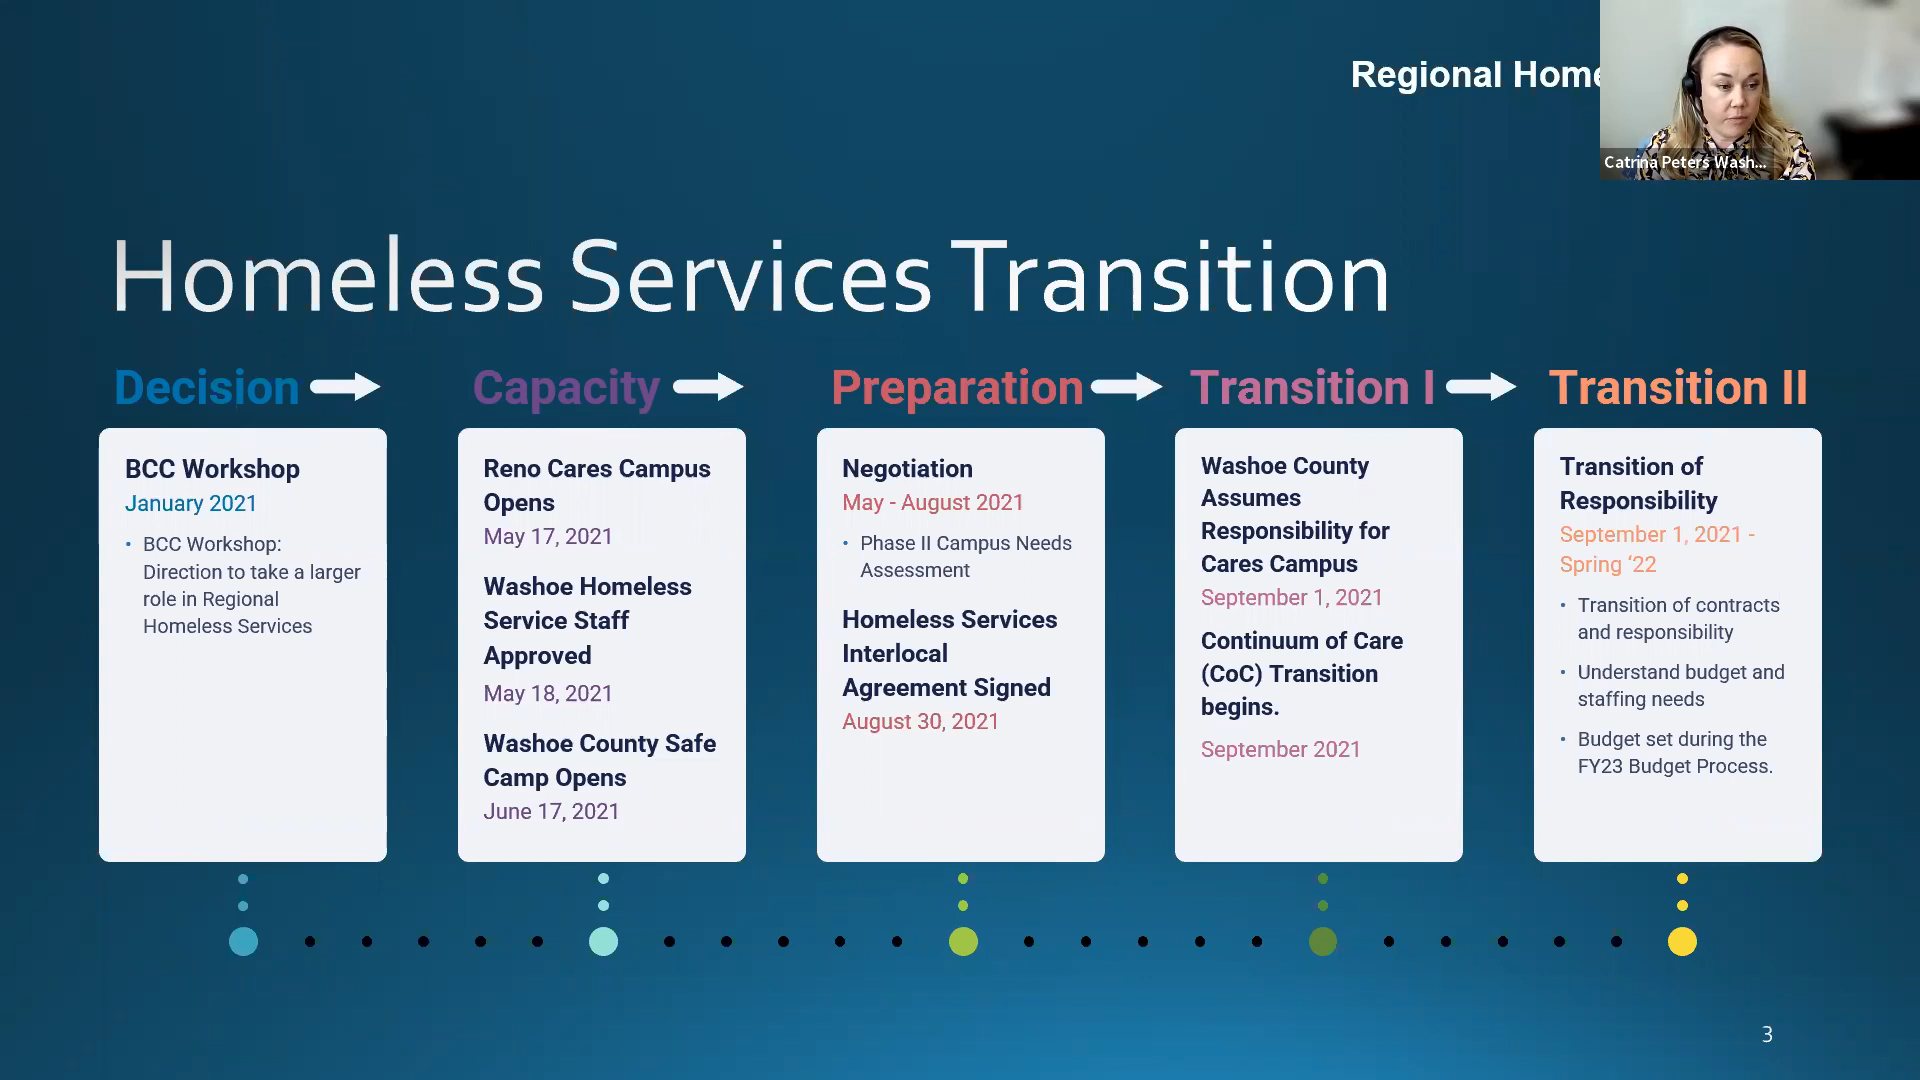 Regional Home
Catrina Peters Wash...
Homeless Services Transition
Decision
BCC Workshop
January 2021
• BCC Workshop:
Direction to take a larger
role in Regional
Homeless Services
Capacity
Reno Cares Campus
Opens
May 17, 2021
Washoe Homeless
Service Staff
Approved
May 18, 2021
Washoe County Safe
Camp Opens
June 17, 2021
Preparation
Negotiation
May - August 2021
• Phase II Campus Needs
Assessment
Homeless Services
Interlocal
Agreement Signed
August 30, 2021
Transition I
Washoe County
Assumes
Responsibility for
Cares Campus
September 1, 2021
Continuum of Care
(CoC) Transition
begins.
September 2021
Transition II
Transition of
Responsibility
September 1, 2021 -
Spring ‘22
• Transition of contracts
and responsibility
• Understand budget and
staffing needs
• Budget set during the
FY23 Budget Process.
3